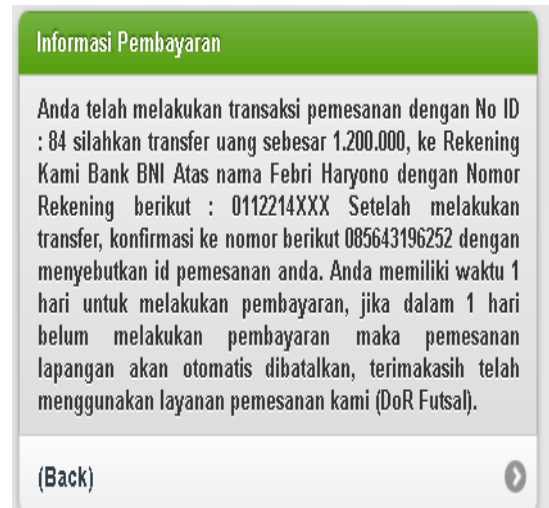 Informasi Pembayaran
Anda telah melakukan transaksi pemesanan dengan No ID
: 84 silahkan transfer uang sebesar 1.200.000, ke Rekening
Kami Bank BNI Atas nama Febri Haryono dengan Nomor
Rekening berikut : 0112214XXX Setelah melakukan
transfer, konfirmasi ke nomor berikut 085643196252 dengan
menyebutkan id pemesanan anda. Anda memiliki waktu 1
hari untuk melakukan pembayaran, jika dalam 1 hari
belum melakukan pembayaran maka pemesanan
lapangan akan otomatis dibatalkan, terimakasih telah
menggunakan layanan pemesanan kami (DoR Futsal).
(Back)